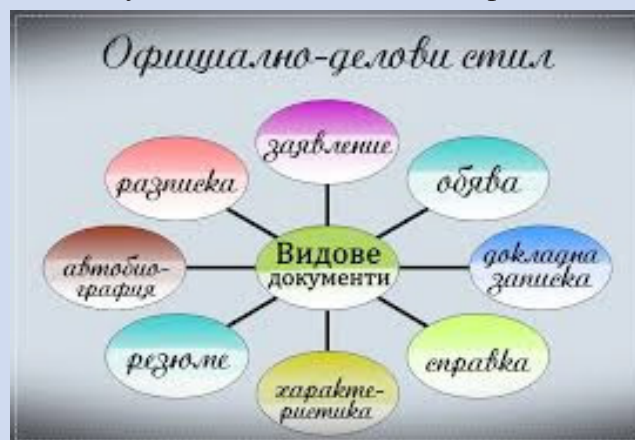 Официално-делови стил
заявление
разписка
обява
Видове
документи
автобио-
графия
докладна
записка
резюме
справка
характе-
ристика